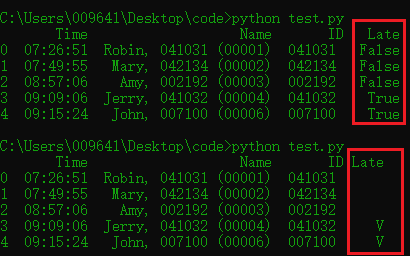 C:\Users\009641\Desktop\code>python test.py
Time Name ID Late
0 07:26:51 Robin, 041031 (00001) 041031 False
1 07:49:55 Mary, 042134 (00002) 042134 False
2 08:57:06 Amy, 002192 (00003) 002192 False
3 09:09:06 Jerry, 041032 (00004) 041032 True
4 09:15:24 John, 007100 (00006) 007100 True
C:\Users\009641\Desktop\code>python test.py
Time Name ID Late
0 07:26:51 Robin, 041031 (00001) 041031
1 07:49:55 Mary, 042134 (00002) 042134
2 08:57:06 Amy, 002192 (00003) 002192
3 09:09:06 Jerry, 041032 (00004) 041032 V
4 09:15:24 John, 007100 (00006) 007100 V